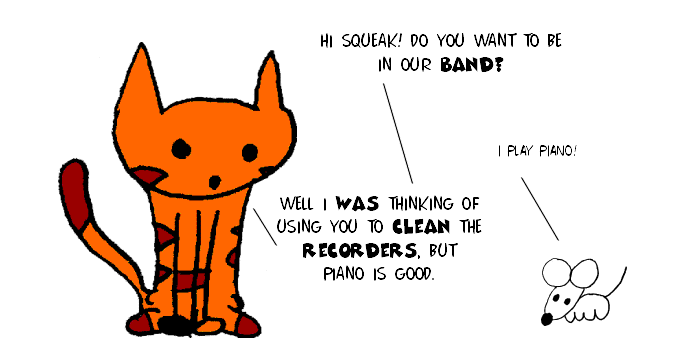 HI SQUEAK! DO YOU WANT TO BE
IN OUR BAND?
I PLAY PIANO!
WELL I WAS THINKING OF
USING YOU TO CLEAN THE
RECORDERS, BUT
PIANO IS GOOD.